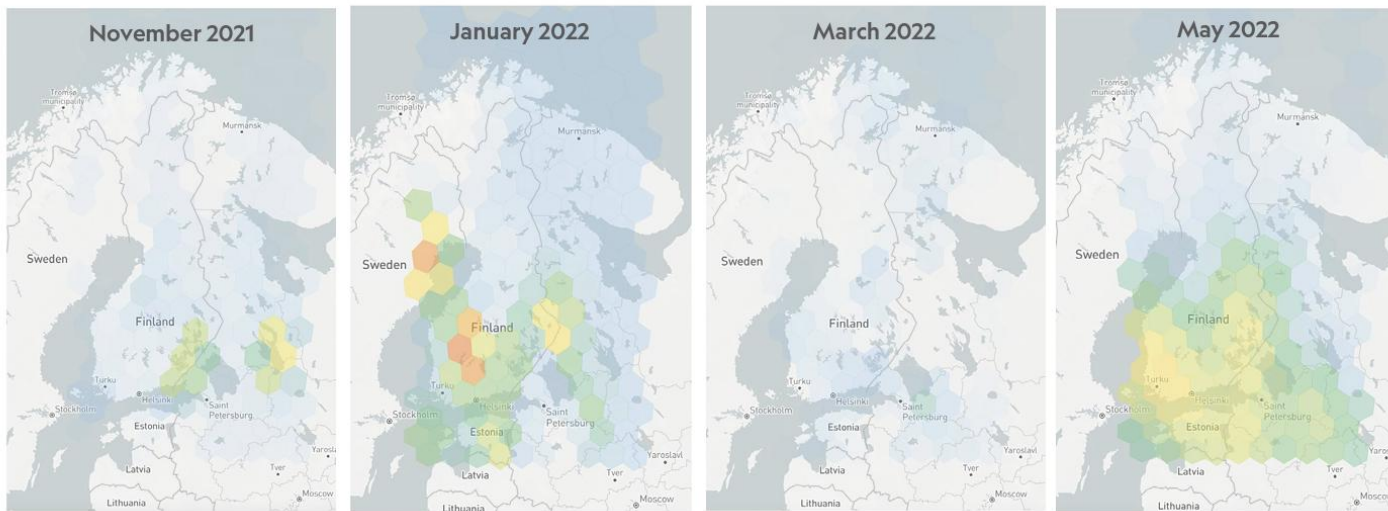 November 2021
Tromsø
municipality
Murmansk
Sweden
Finland
Turku
Helsink
Stockholm
Saint
Petersburg
Estonia
Latvia
Lithuania
Yaroslavl
Tver
Moscow
January 2022
Tromsø
municipality
Murmansk
Sweden
Finland
Turku
Helsinki
Stockholm
Saint
Petersburg
Estonia
Latvia
Lithuania
Yaroslavl
Tver
Moscow
March 2022
Tromsø
municipality
Murmansk
Sweden
Finland
Turku
Helsinki
Stockholm
Saint
Petersburg
Estonia
Latvia
Lithuania
Yaroslavl
Tver
Moscow
May 2022
Tromsø
municipality
Murmansk
Sweden
Finland
Turku
Helsinki
Stockholm
Saint
Petersburg
Estonia
Latvia
Lithuania
Yaros
Tver
Moscow